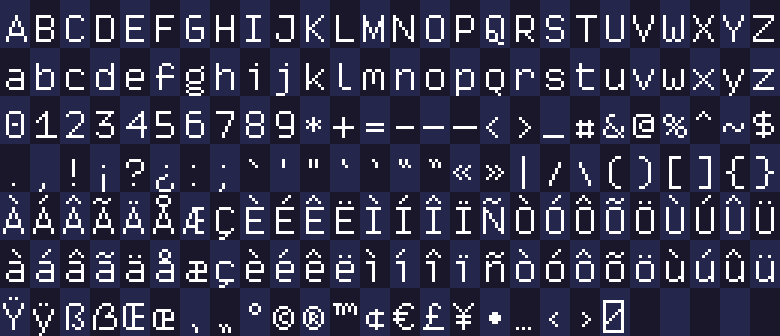 ABCDEFGHIJKLMNOPQRSTUVWXYZ
abcdefghijklmnopqrstuvwxyz
0123456789*+=-–—<>_#&@%^~$
.,!¡?¿:;`'"‘’“”«»|/\()[]{}
ÀÁÂÃÄÅÆÇÈÉÊËÌÍÎÏÑÒÓÔÕÖÙÚÛÜ
àáâãäåæçèéêëìíîïñòóôõöùúûü
ŸÿßẞŒœ‚„°©®™¢€£¥•…‹›